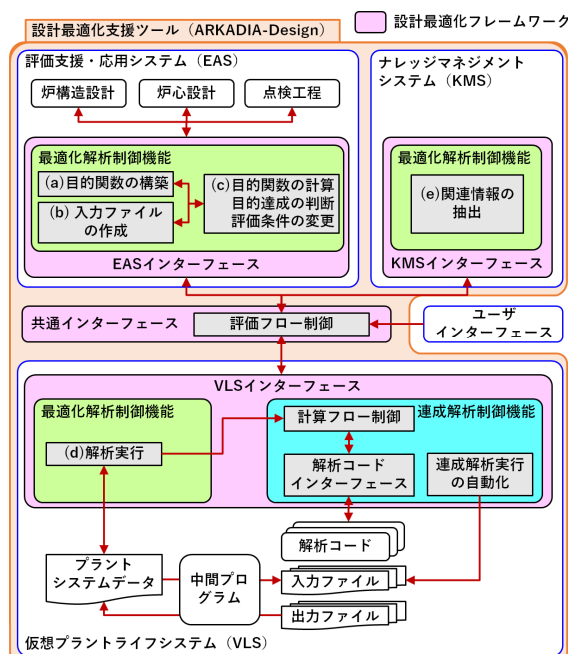 設計最適化フレームワーク
設計最適化支援ツール（ARKADIA-Design）
評価支援・応用システム（EAS）
炉構造設計
炉心設計
点検工程
最適化解析制御機能
(a)目的関数の構築
(b) 入力ファイル
の作成
(c)目的関数の計算
目的達成の判断
評価条件の変更
EASインターフェース
ナレッジマネジメント
システム（KMS）
最適化解析制御機能
(e)関連情報の
抽出
KMSインターフェース
共通インターフェース
評価フロー制御
ユーザ
インターフェース
VLSインターフェース
最適化解析制御機能
(d)解析実行
計算フロー制御
連成解析制御機能
解析コード
インターフェース
連成解析実行
の自動化
解析コード
プラント
システムデータ
中間プロ
グラム
入力ファイル
出力ファイル
仮想プラントライフシステム（VLS）